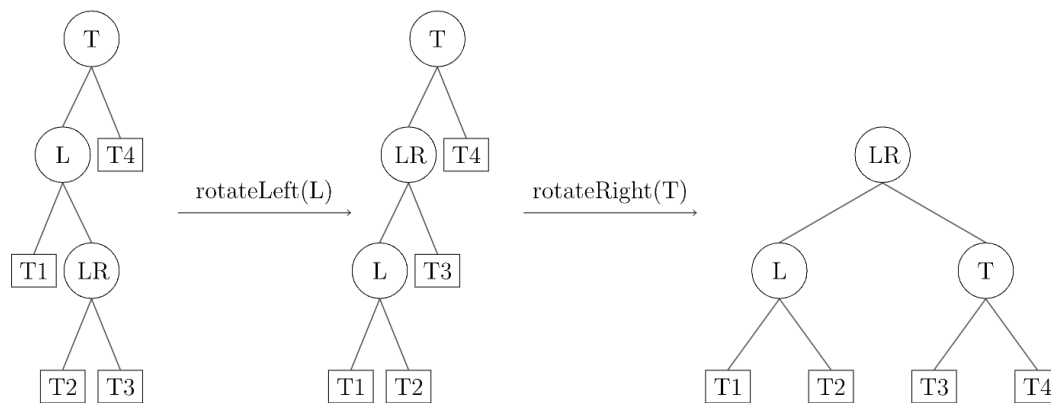 T
T
L
T4
LR
T4
LR
rotateLeft(L)
rotateRight(T)
T1
LR
L
T3
L
T
T2
T3
T1
T2
T1
T2
T3
T4